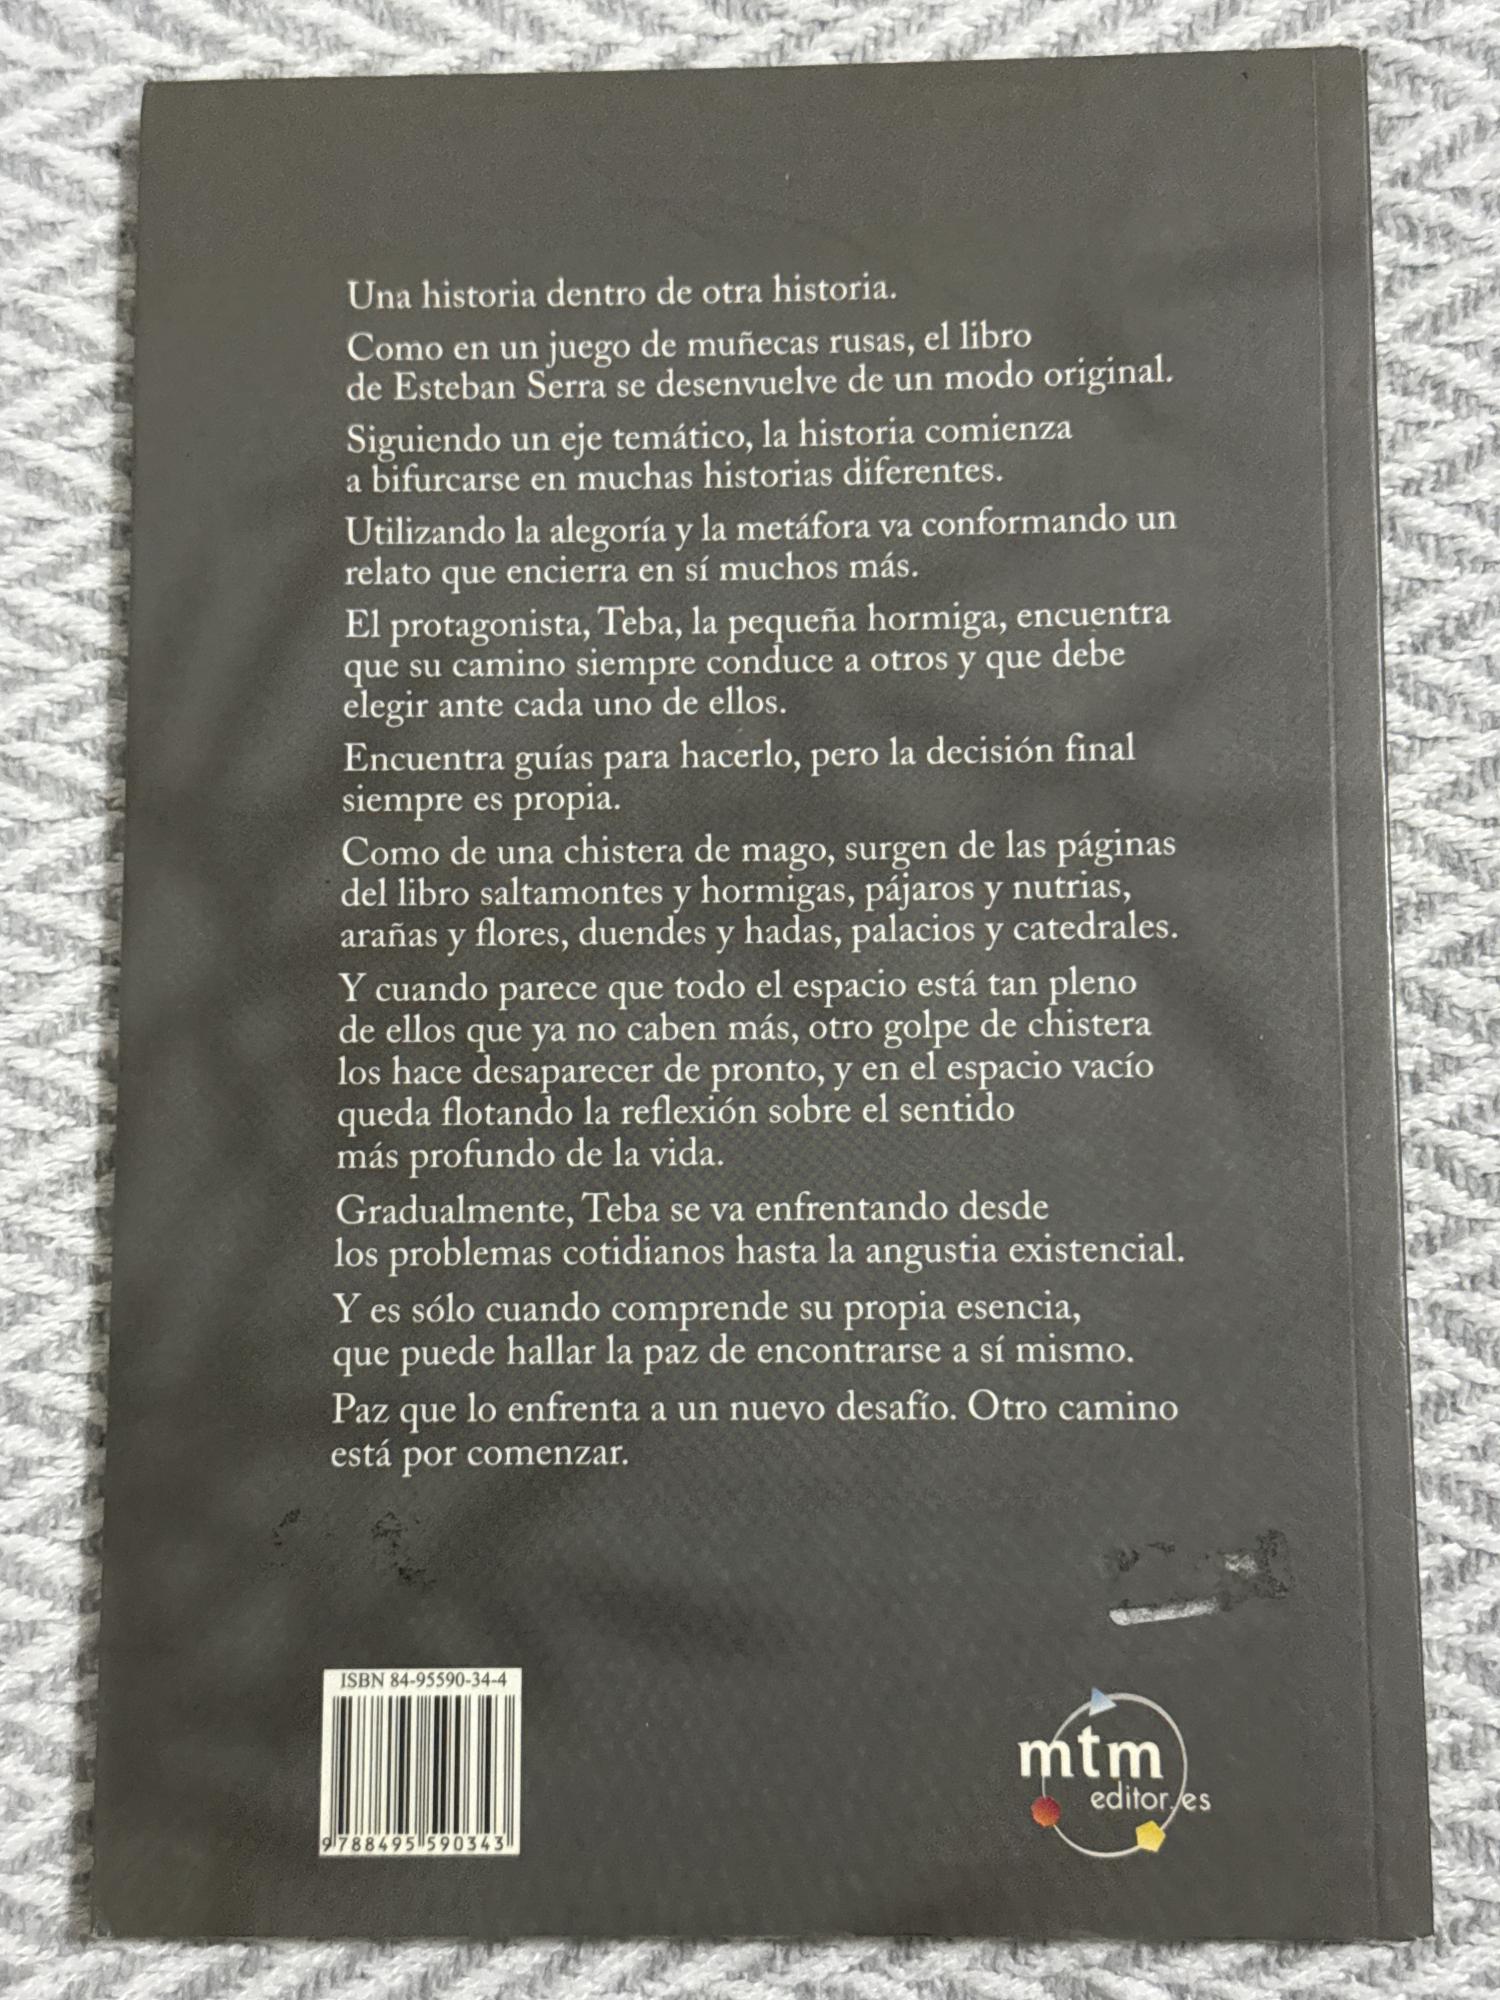 Una historia dentro de otra historia.
Como en un juego de muñecas rusas, el libro
de Esteban Serra se desenvuelve de un modo original.
Siguiendo un eje temático, la historia comienza
a bifurcarse en muchas historias diferentes.
Utilizando la alegoría y la metáfora va conformando un
relato que encierra en sí muchos más.
El protagonista, Teba, la pequeña hormiga, encuentra
que su camino siempre conduce a otros y que debe
elegir ante cada uno de ellos.
Encuentra guías para hacerlo, pero la decisión final
siempre es propia.
Como de una chistera de mago, surgen de las páginas
del libro saltamontes y hormigas, pájaros y nutrias,
arañas y flores, duendes y hadas, palacios y catedrales.
Y cuando parece que todo el espacio está tan pleno
de ellos que ya no caben más, otro golpe de chistera
los hace desaparecer de pronto, y en el espacio vacío
queda flotando la reflexión sobre el sentido
más profundo de la vida.
Gradualmente, Teba se va enfrentando desde
los problemas cotidianos hasta la angustia existencial.
Y es sólo cuando comprende su propia esencia,
que puede hallar la paz de encontrarse a sí mismo.
Paz que lo enfrenta a un nuevo desafío. Otro camino
está por comenzar.
ISBN 84-95590-34-4
9 788495 590343
mtm
editor.es